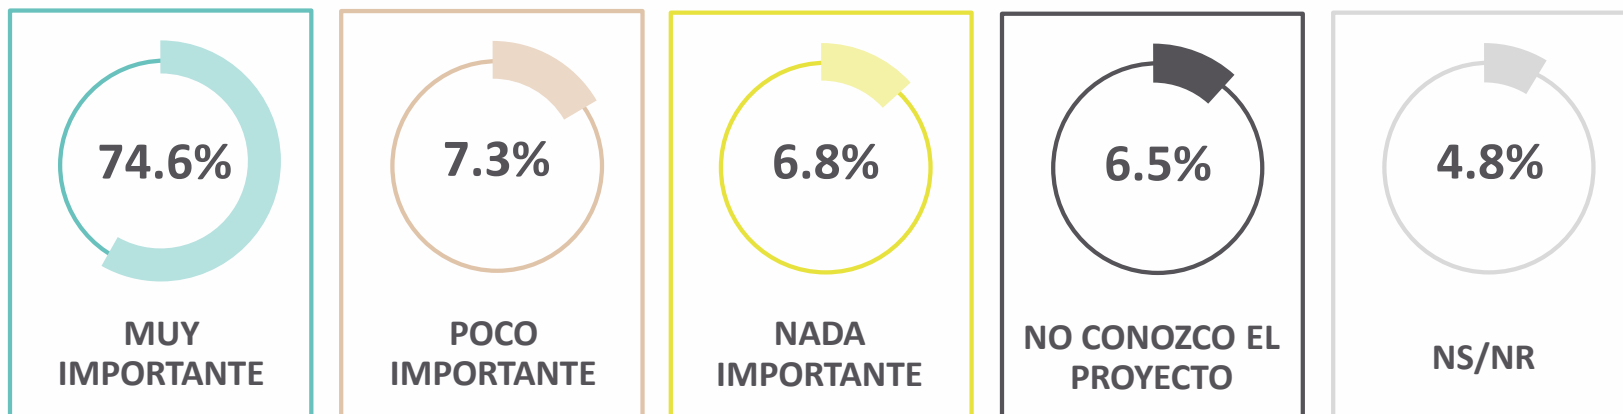 74.6%
MUY
IMPORTANTE
7.3%
POCO
IMPORTANTE
6.8%
NADA
IMPORTANTE
6.5%
NO CONOZCO EL
PROYECTO
4.8%
NS/NR